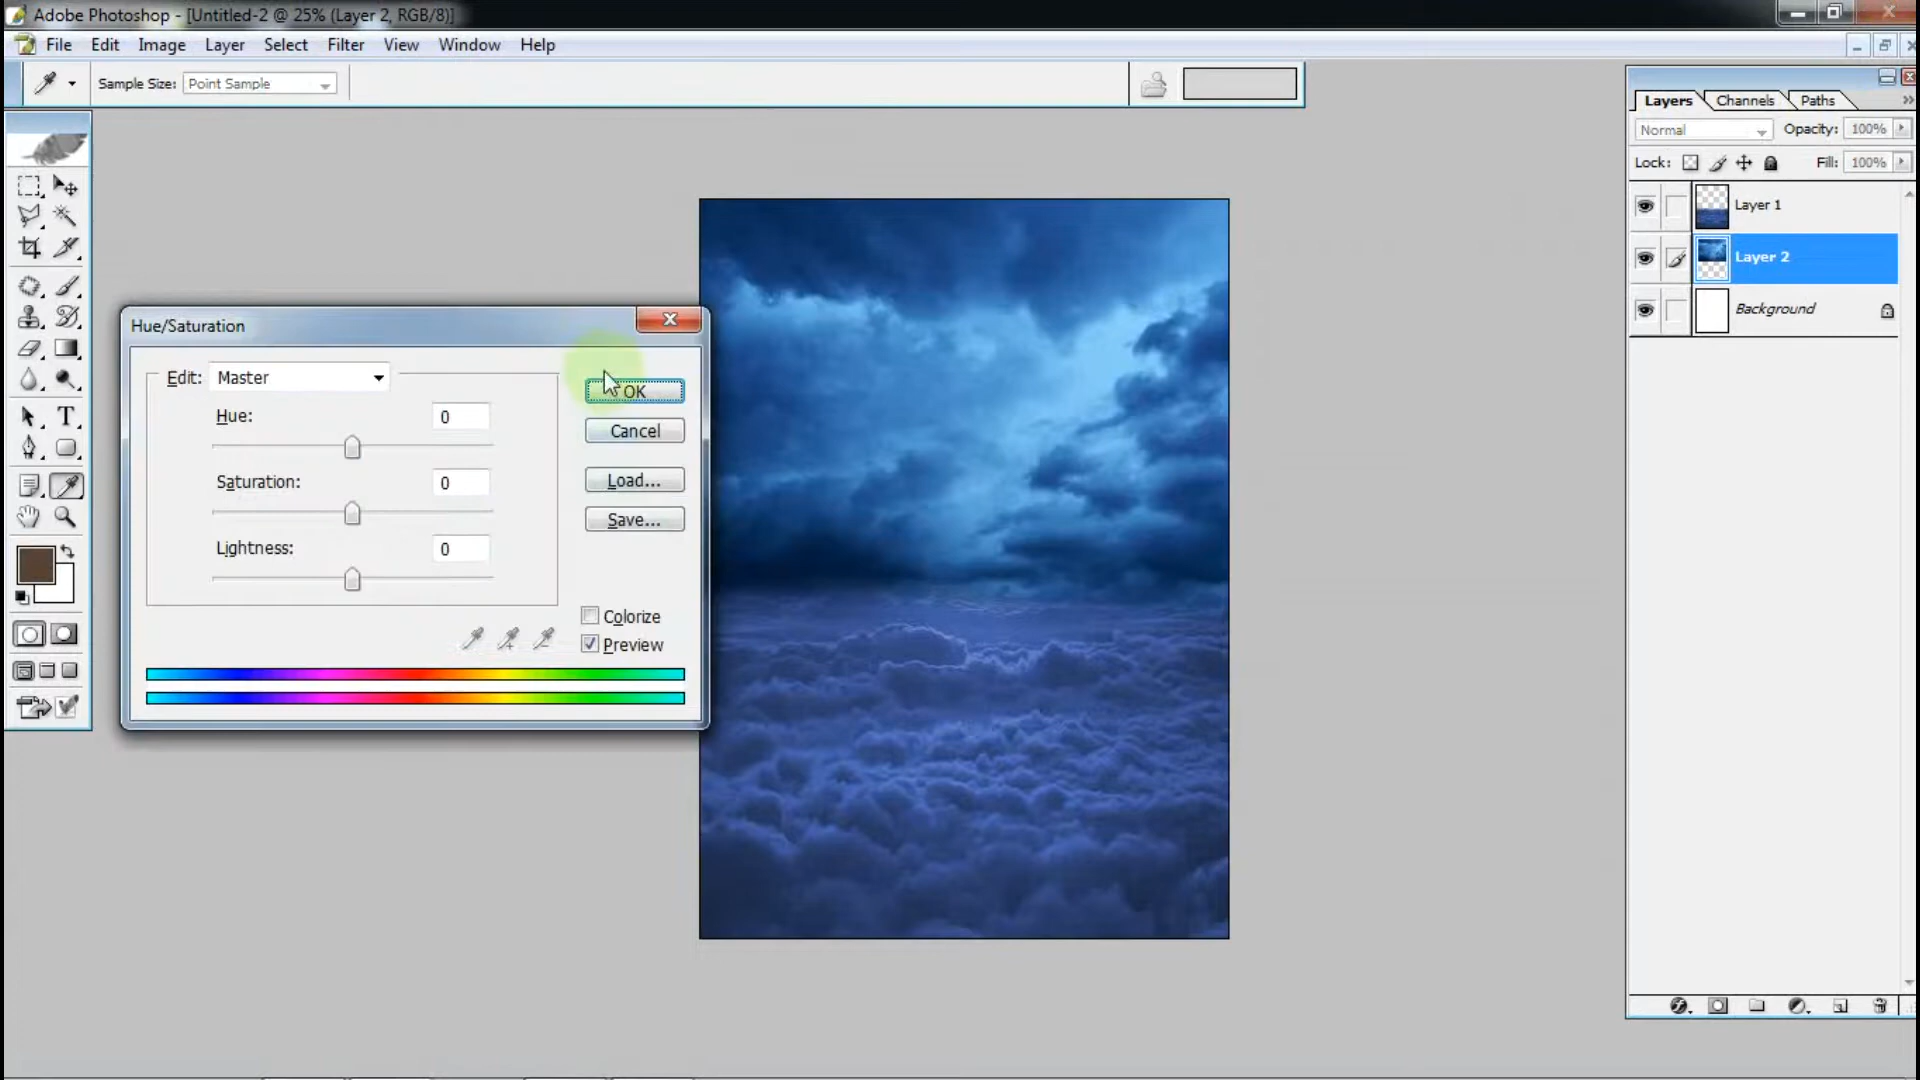 Adobe Photoshop - [Untitled-2 @ 25% (Layer 2, RGB/8)]
File Edit Image Layer Select Filter View Window Help
Sample Size: Point Sample
Layers Channels Paths
Normal Opacity: 100%
Lock: Fill: 100%
Layer 1
Layer 2
Background
Hue/Saturation
Edit: Master
OK
Hue: 0
Cancel
Saturation: 0
Load...
Save...
Lightness: 0
Colorize
Preview
T